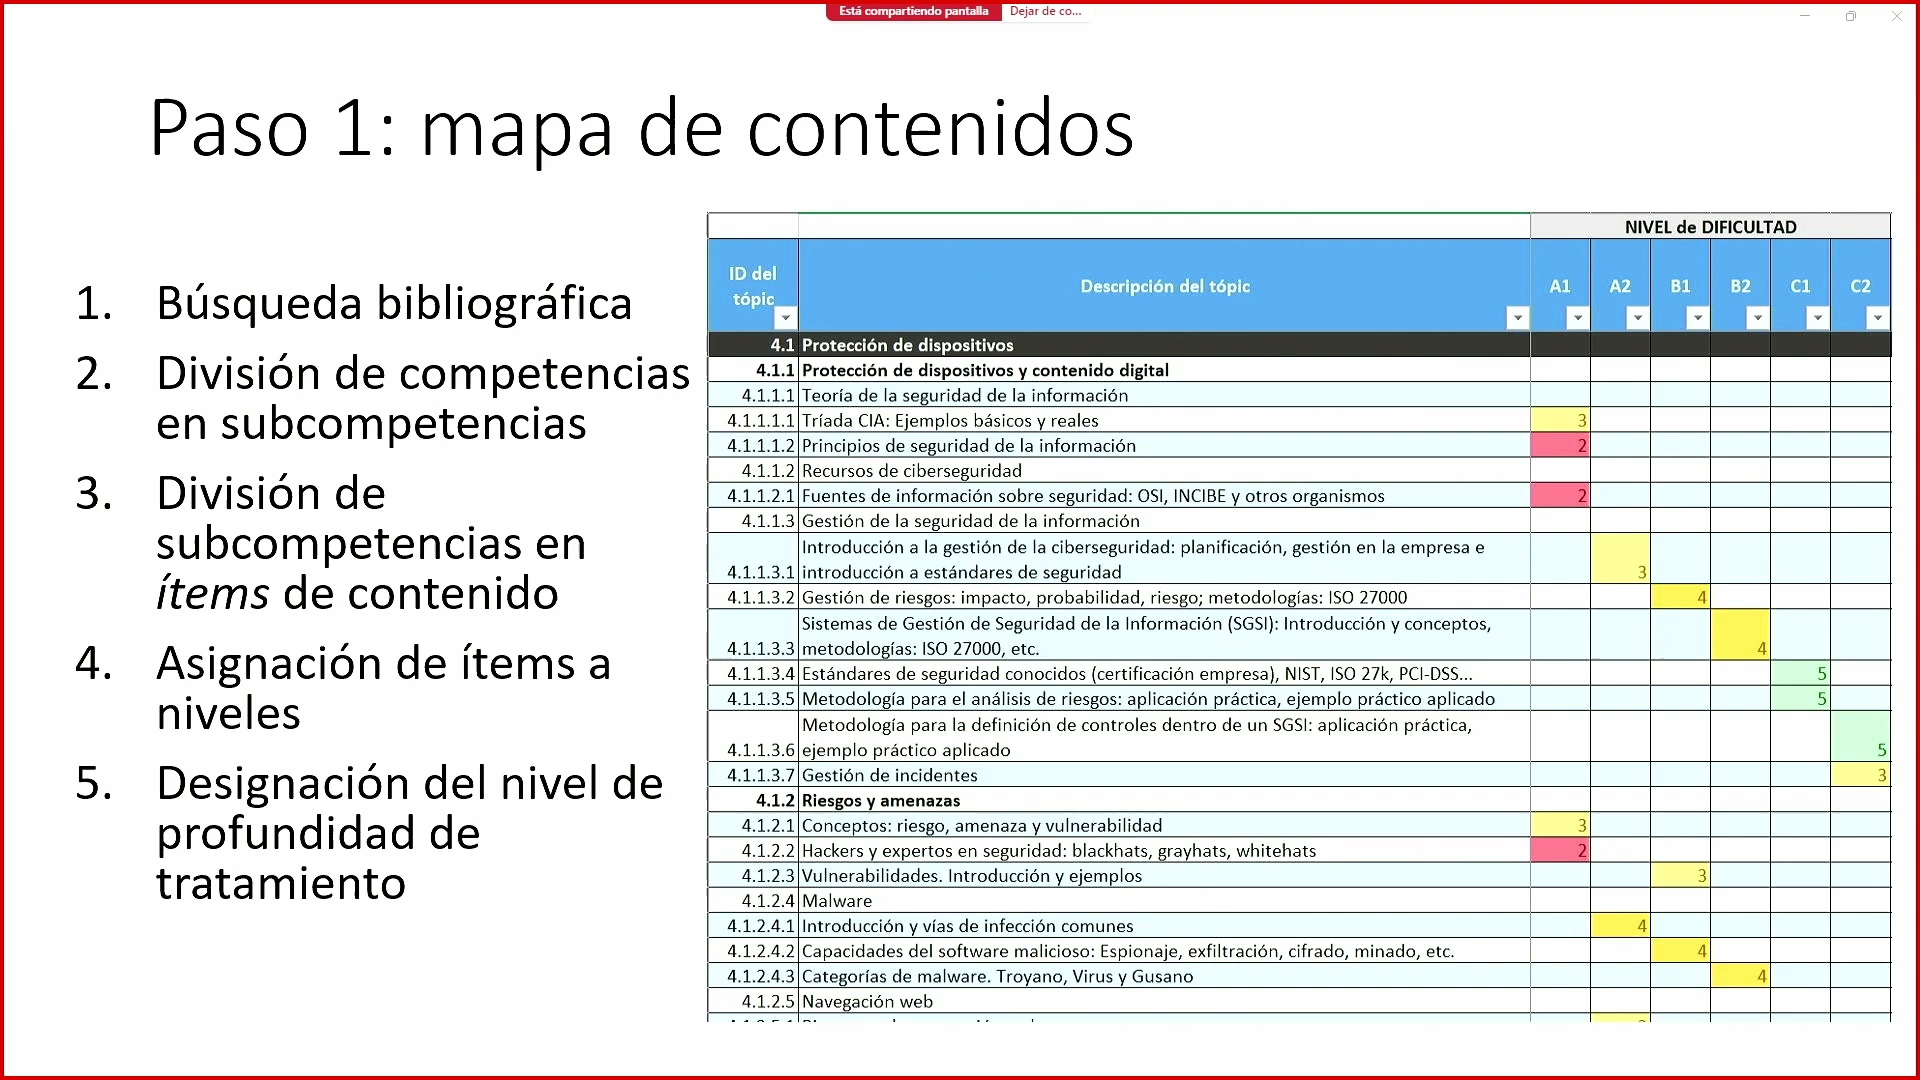 Está compartiendo pantalla Dejar de co...
Paso 1: mapa de contenidos
1. Búsqueda bibliográfica
2. División de competencias
en subcompetencias
3. División de
subcompetencias en
ítems de contenido
4. Asignación de ítems a
niveles
5. Designación del nivel de
profundidad de
tratamiento
NIVEL de DIFICULTAD
ID del
tópic
Descripción del tópic A1 A2 B1 B2 C1 C2
4.1 Protección de dispositivos
4.1.1 Protección de dispositivos y contenido digital
4.1.1.1 Teoría de la seguridad de la información
4.1.1.1.1 Tríada CIA: Ejemplos básicos y reales 3
4.1.1.1.2 Principios de seguridad de la información 2
4.1.1.2 Recursos de ciberseguridad
4.1.1.2.1 Fuentes de información sobre seguridad: OSI, INCIBE y otros organismos 2
4.1.1.3 Gestión de la seguridad de la información
Introducción a la gestión de la ciberseguridad: planificación, gestión en la empresa e
4.1.1.3.1 introducción a estándares de seguridad 3
4.1.1.3.2 Gestión de riesgos: impacto, probabilidad, riesgo; metodologías: ISO 27000 4
Sistemas de Gestión de Seguridad de la Información (SGSI): Introducción y conceptos,
4.1.1.3.3 metodologías: ISO 27000, etc. 4
4.1.1.3.4 Estándares de seguridad conocidos (certificación empresa), NIST, ISO 27k, PCI-DSS... 5
4.1.1.3.5 Metodología para el análisis de riesgos: aplicación práctica, ejemplo práctico aplicado 5
Metodología para la definición de controles dentro de un SGSI: aplicación práctica,
4.1.1.3.6 ejemplo práctico aplicado 5
4.1.1.3.7 Gestión de incidentes 3
4.1.2 Riesgos y amenazas
4.1.2.1 Conceptos: riesgo, amenaza y vulnerabilidad 3
4.1.2.2 Hackers y expertos en seguridad: blackhats, grayhats, whitehats 2
4.1.2.3 Vulnerabilidades. Introducción y ejemplos 3
4.1.2.4 Malware
4.1.2.4.1 Introducción y vías de infección comunes 4
4.1.2.4.2 Capacidades del software malicioso: Espionaje, exfiltración, cifrado, minado, etc. 4
4.1.2.4.3 Categorías de malware. Troyano, Virus y Gusano 4
4.1.2.5 Navegación web